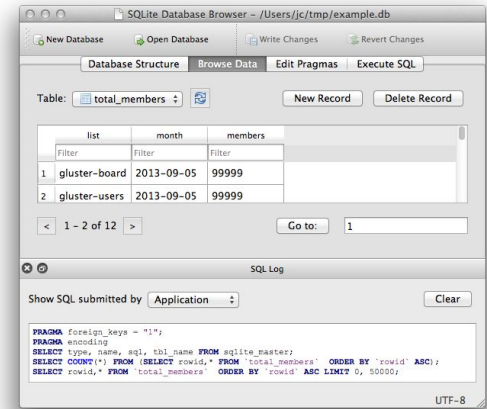 SQLite Database Browser - /Users/jc/tmp/example.db
New Database Open Database Write Changes Revert Changes
Database Structure Browse Data Edit Pragmas Execute SQL
Table: total_members New Record Delete Record
list month members
Filter Filter Filter
1 gluster-board 2013-09-05 99999
2 gluster-users 2013-09-05 99999
< 1 - 2 of 12 > Go to: 1
SQL Log
Show SQL submitted by Application Clear
PRAGMA foreign_keys = "1";
PRAGMA encoding
SELECT type, name, sql, tbl_name FROM sqlite_master;
SELECT COUNT(*) FROM (SELECT rowid,* FROM `total_members` ORDER BY `rowid` ASC);
SELECT rowid,* FROM `total_members` ORDER BY `rowid` ASC LIMIT 0, 50000;
UTF-8